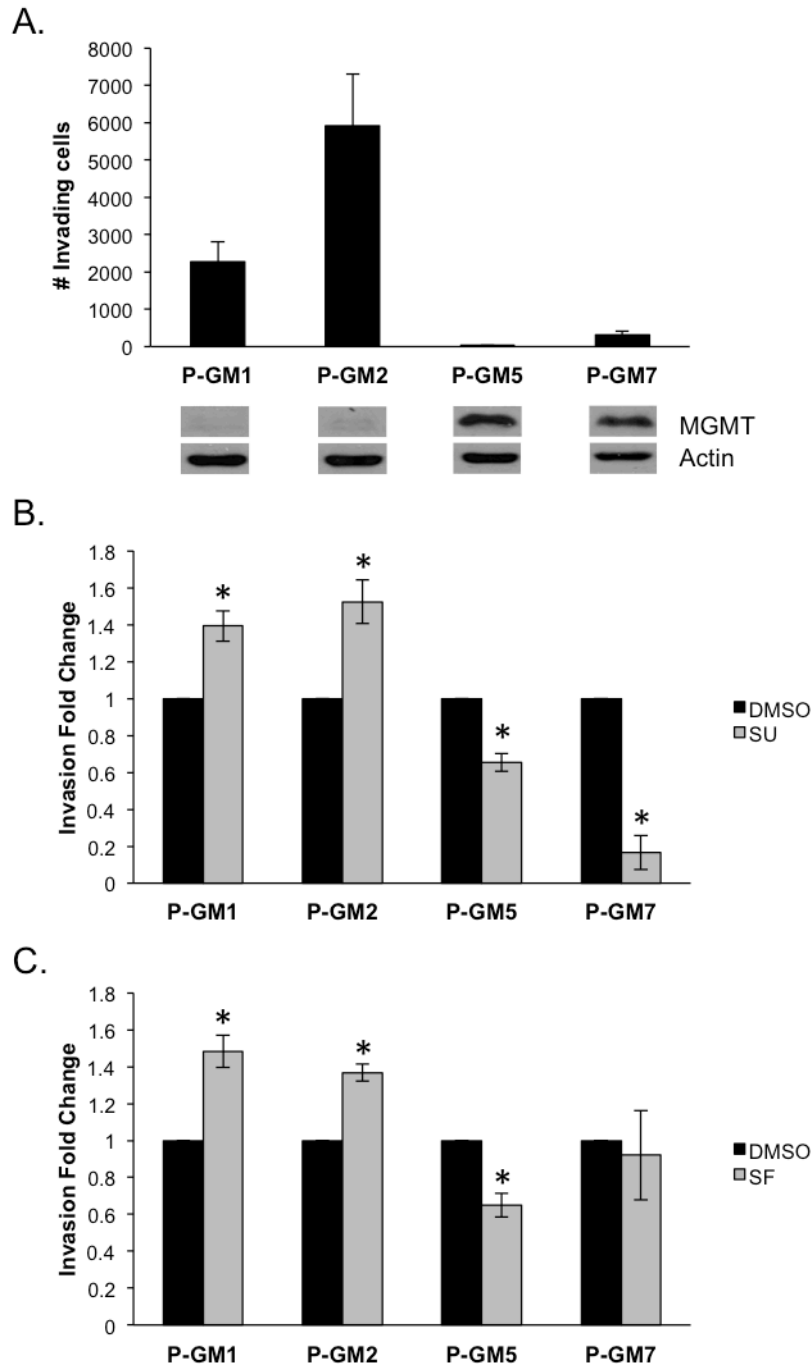 A.
# Invading cells
8000
7000
6000
5000
4000
3000
2000
1000
0
P-GM1 P-GM2 P-GM5 P-GM7
MGMT
Actin
B.
Invasion Fold Change
1.8
1.6
1.4
1.2
1
0.8
0.6
0.4
0.2
0
* * * *
P-GM1 P-GM2 P-GM5 P-GM7
DMSO
SU
C.
Invasion Fold Change
1.8
1.6
1.4
1.2
1
0.8
0.6
0.4
0.2
0
* * *
P-GM1 P-GM2 P-GM5 P-GM7
DMSO
SF